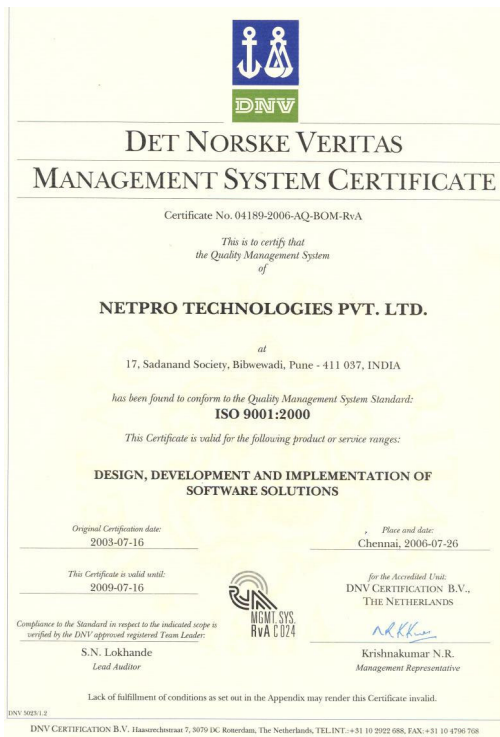 DNV
DET NORSKE VERITAS
MANAGEMENT SYSTEM CERTIFICATE
Certificate No. 04189-2006-AQ-BOM-RvA
This is to certify that
the Quality Management System
of
NETPRO TECHNOLOGIES PVT. LTD.
at
17, Sadanand Society, Bibwewadi, Pune - 411 037, INDIA
has been found to conform to the Quality Management System Standard:
ISO 9001:2000
This Certificate is valid for the following product or service ranges:
DESIGN, DEVELOPMENT AND IMPLEMENTATION OF
SOFTWARE SOLUTIONS
Original Certification date:
2003-07-16
Place and date:
Chennai, 2006-07-26
This Certificate is valid until:
2009-07-16
for the Accredited Unit:
DNV CERTIFICATION B.V.,
THE NETHERLANDS
RvA
MGMT. SYS.
RvA C 024
Compliance to the Standard in respect to the indicated scope is
verified by the DNV approved registered Team Leader:
S.N. Lokhande
Lead Auditor
Krishnakumar N.R.
Management Representative
Lack of fulfillment of conditions as set out in the Appendix may render this Certificate invalid.
DNV 5023/1.2
DNV CERTIFICATION B.V. Haastrechtstraat 7, 3079 DC Rotterdam, The Netherlands, TEL.INT.:+31 10 2922 688, FAX:+31 10 4796 768